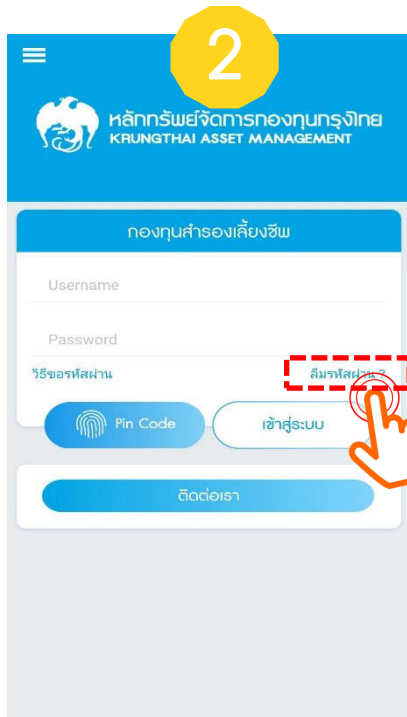 2
หลักทรัพย์จัดการกองทุนกรุงไทย
KRUNGTHAI ASSET MANAGEMENT
กองทุนสำรองเลี้ยงชีพ
Username
Password
วิธีขอรหัสผ่าน ลืมรหัสผ่าน ?
Pin Code เข้าสู่ระบบ
ติดต่อเรา